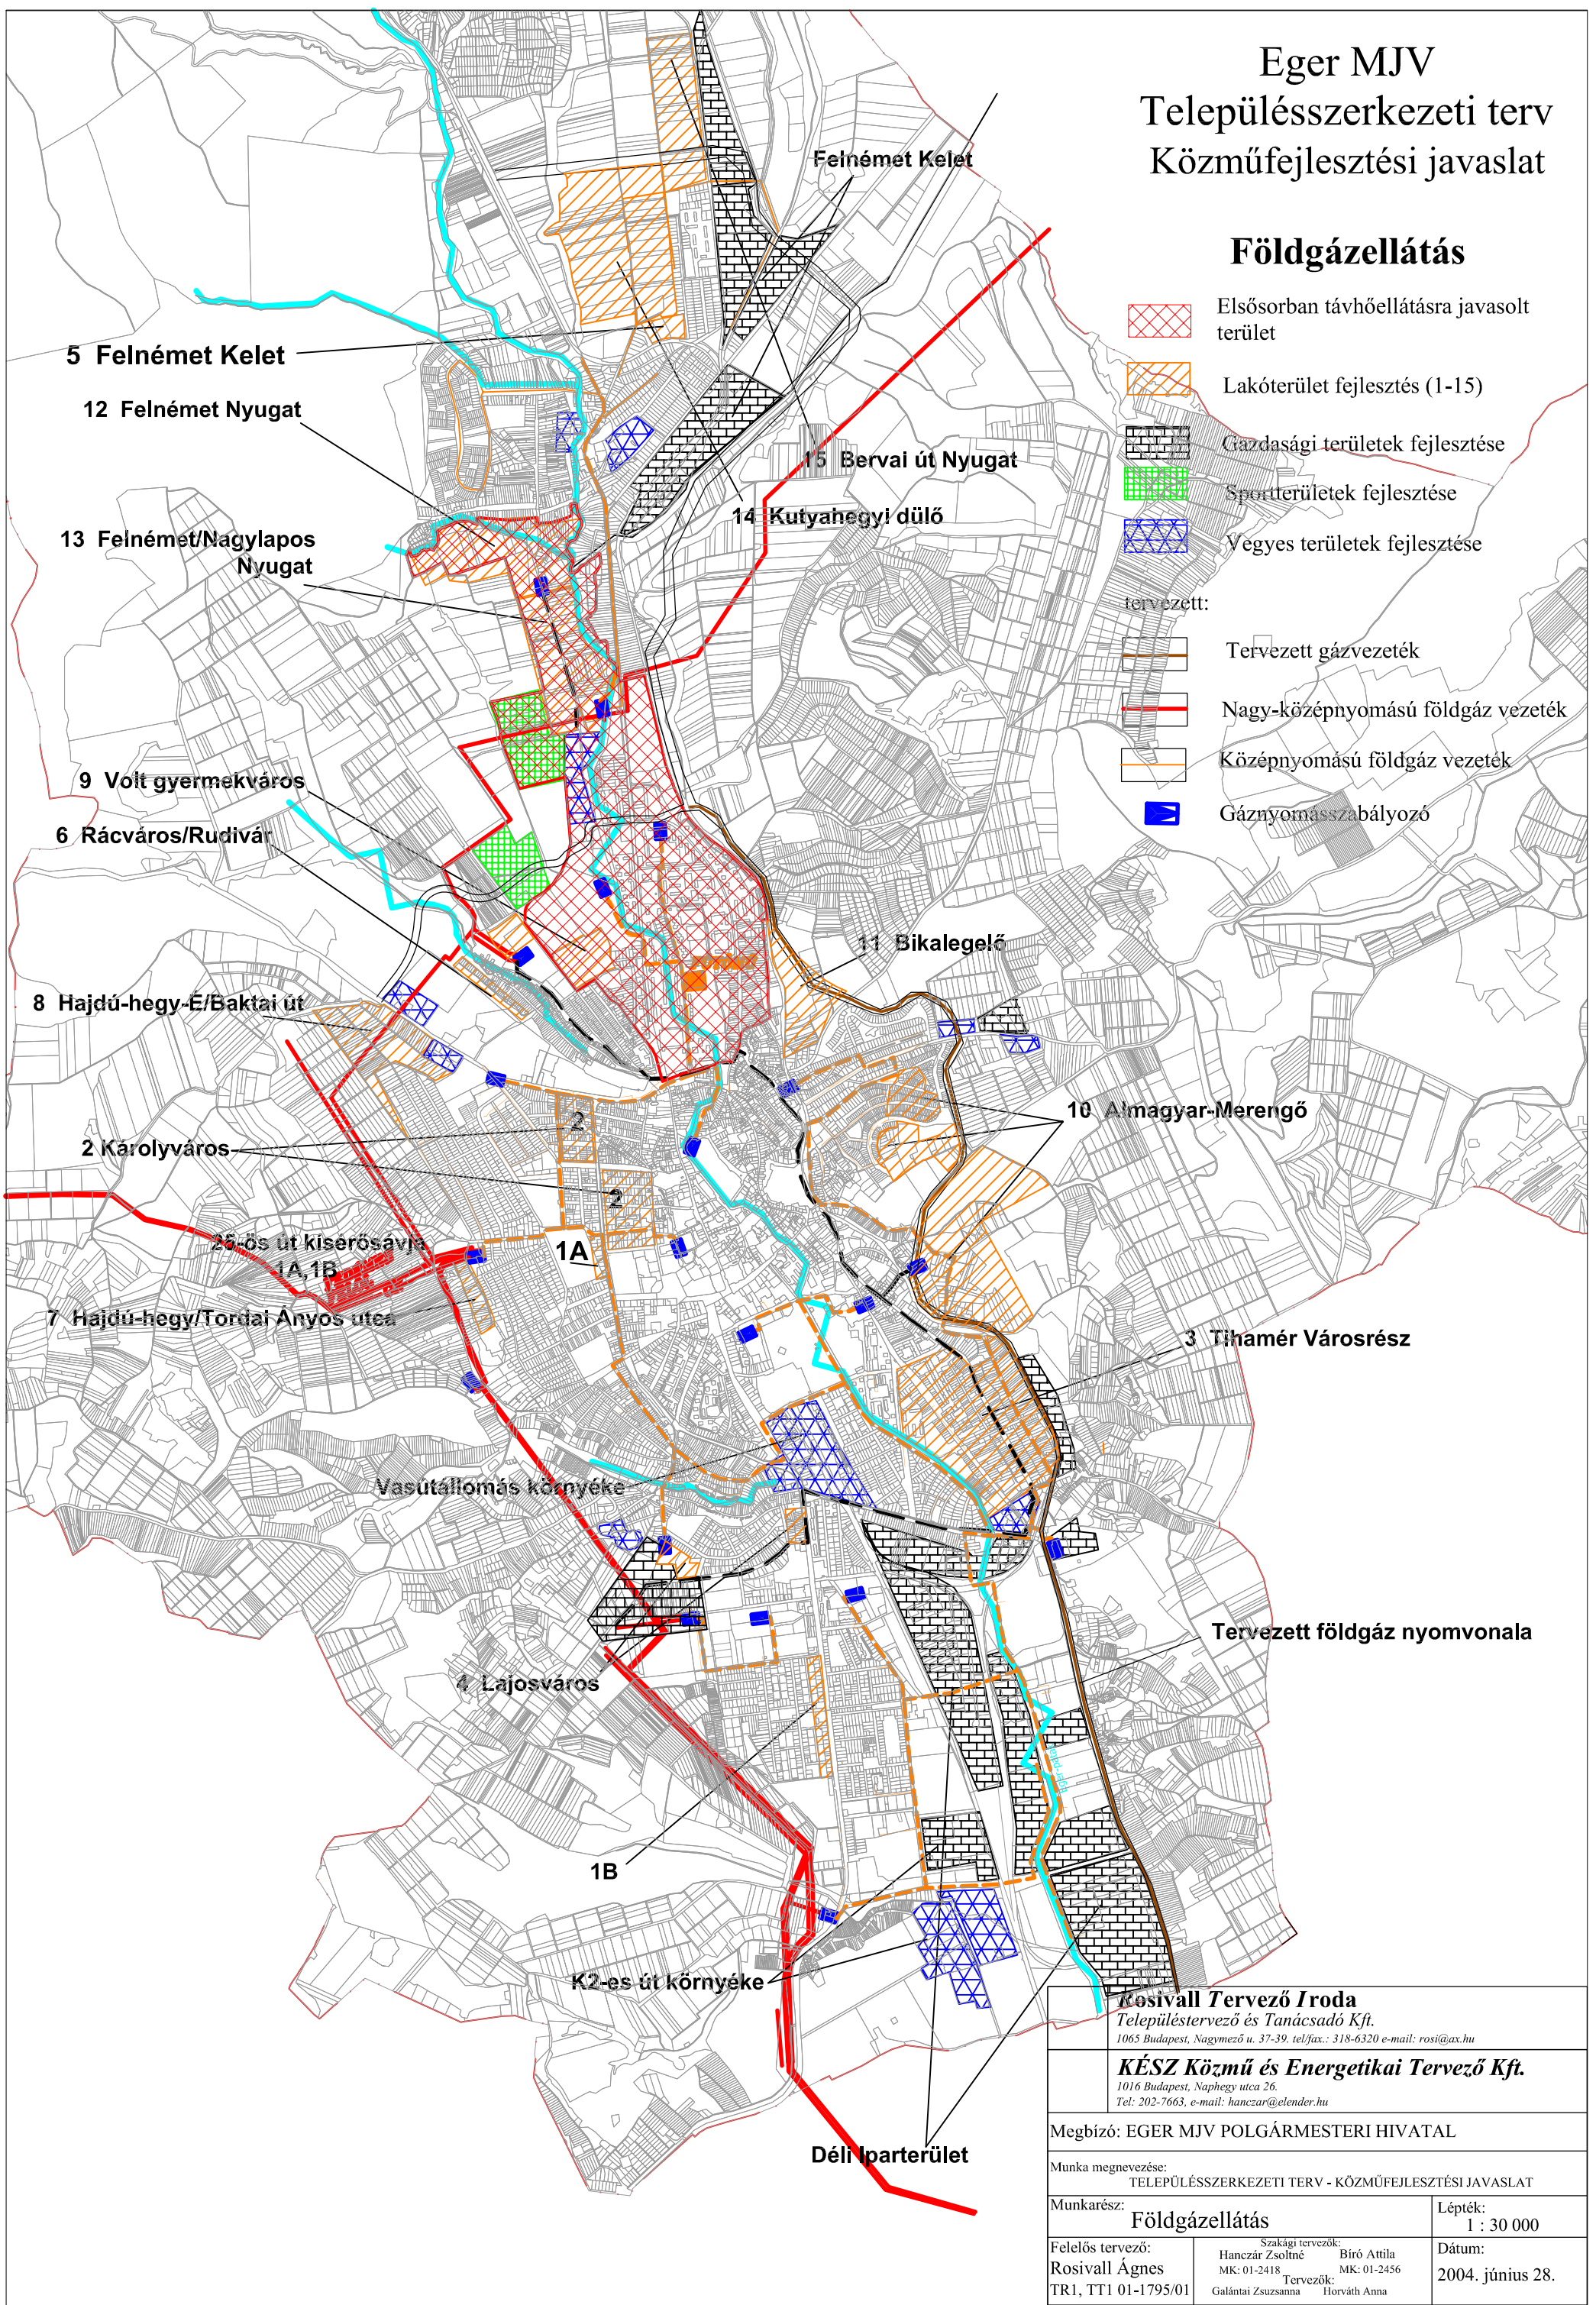 Eger MJV
Településszerkezeti terv
Közműfejlesztési javaslat
Földgázellátás
Elsősorban távhőellátásra javasolt
terület
Lakóterület fejlesztés (1-15)
Gazdasági területek fejlesztése
Sportterületek fejlesztése
Vegyes területek fejlesztése
tervezett:
Tervezett gázvezeték
Nagy-középnyomású földgáz vezeték
Középnyomású földgáz vezeték
Gáznyomásszabályozó
Felnémet Kelet
5 Felnémet Kelet
12 Felnémet Nyugat
15 Bervai út Nyugat
14 Kutyahegyi dülő
13 Felnémet/Nagylapos
Nyugat
9 Volt gyermekváros
6 Rácváros/Rudivár
11 Bikalegelő
8 Hajdú-hegy-É/Baktai út
10 Almagyar-Merengő
2 Károlyváros
2
2
1A
25-ös út kísérősávja
1A,1B
7 Hajdú-hegy/Tordai Ányos utca
3 Tihamér Városrész
Vasútállomás környéke
Tervezett földgáz nyomvonala
4 Lajosváros
1B
K2-es út környéke
Déli Iparterület
Rosivall Tervező Iroda
Településtervező és Tanácsadó Kft.
1065 Budapest, Nagymező u. 37-39. tel/fax.: 318-6320 e-mail: rosi@ax.hu
KÉSZ Közmű és Energetikai Tervező Kft.
1016 Budapest, Naphegy utca 26.
Tel: 202-7663, e-mail: hanczar@elender.hu
Megbízó: EGER MJV POLGÁRMESTERI HIVATAL
Munka megnevezése:
TELEPÜLÉSSZERKEZETI TERV - KÖZMŰFEJLESZTÉSI JAVASLAT
Munkarész:
Földgázellátás
Lépték:
1 : 30 000
Felelős tervező:
Rosivall Ágnes
TR1, TT1 01-1795/01
Szakági tervezők:
Hanczár Zsoltné Bíró Attila
MK: 01-2418 MK: 01-2456
Tervezők:
Galántai Zsuzsanna Horváth Anna
Dátum:
2004. június 28.